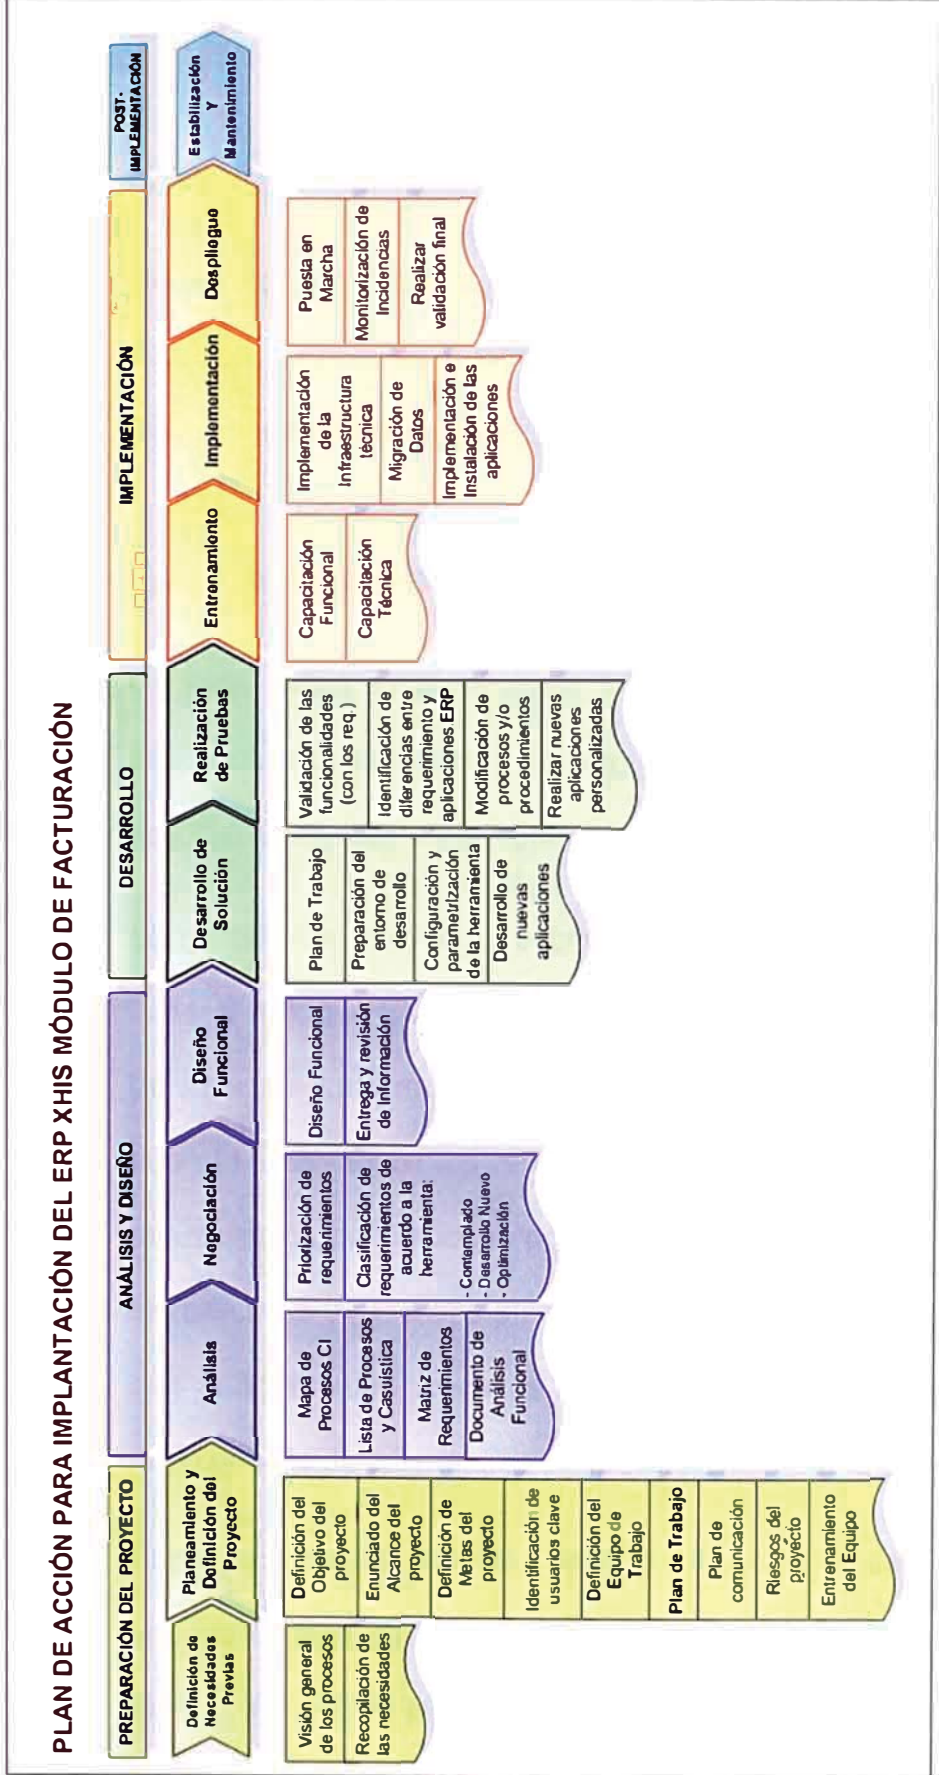 PLAN DE ACCIÓN PARA IMPLANTACIÓN DEL ERP XHIS MÓDULO DE FACTURACIÓN
PREPARACIÓN DEL PROYECTO
ANÁLISIS Y DISEÑO
DESARROLLO
IMPLEMENTACIÓN
POST-
IMPLEMENTACIÓN
Definición de
Necesidades
Previas
Planeamiento y
Definición del
Proyecto
Análisis
Negociación
Diseño
Funcional
Desarrollo de
Solución
Realización
de Pruebas
Entrenamiento
Implementación
Despliegue
Estabilización
Y
Mantenimiento
Visión general
de los procesos
Recopilación de
las necesidades
Definición del
Objetivo del
proyecto
Enunciado del
Alcance del
proyecto
Definición de
Metas del
proyecto
Identificación de
usuarios clave
Definición del
Equipo de
Trabajo
Plan de Trabajo
Plan de
comunicación
Riesgos del
proyecto
Entrenamiento
del Equipo
Mapa de
Procesos CI
Lista de Procesos
y Casuística
Matriz de
Requerimientos
Documento de
Análisis
Funcional
Priorización de
requerimientos
Clasificación de
requerimientos de
acuerdo a la
herramienta:
- Contemplado
- Desarrollo Nuevo
- Optimización
Diseño Funcional
Entrega y revisión
de Información
Plan de Trabajo
Preparación del
entorno de
desarrollo
Configuración y
parametrización
de la herramienta
Desarrollo de
nuevas
aplicaciones
Validación de las
funcionalidades
(con los req.)
Identificación de
diferencias entre
requerimiento y
aplicaciones ERP
Modificación de
procesos y/o
procedimientos
Realizar nuevas
aplicaciones
personalizadas
Capacitación
Funcional
Capacitación
Técnica
Implementación
de la
Infraestructura
técnica
Migración de
Datos
Implementación e
Instalación de las
aplicaciones
Puesta en
Marcha
Monitorización de
Incidencias
Realizar
validación final